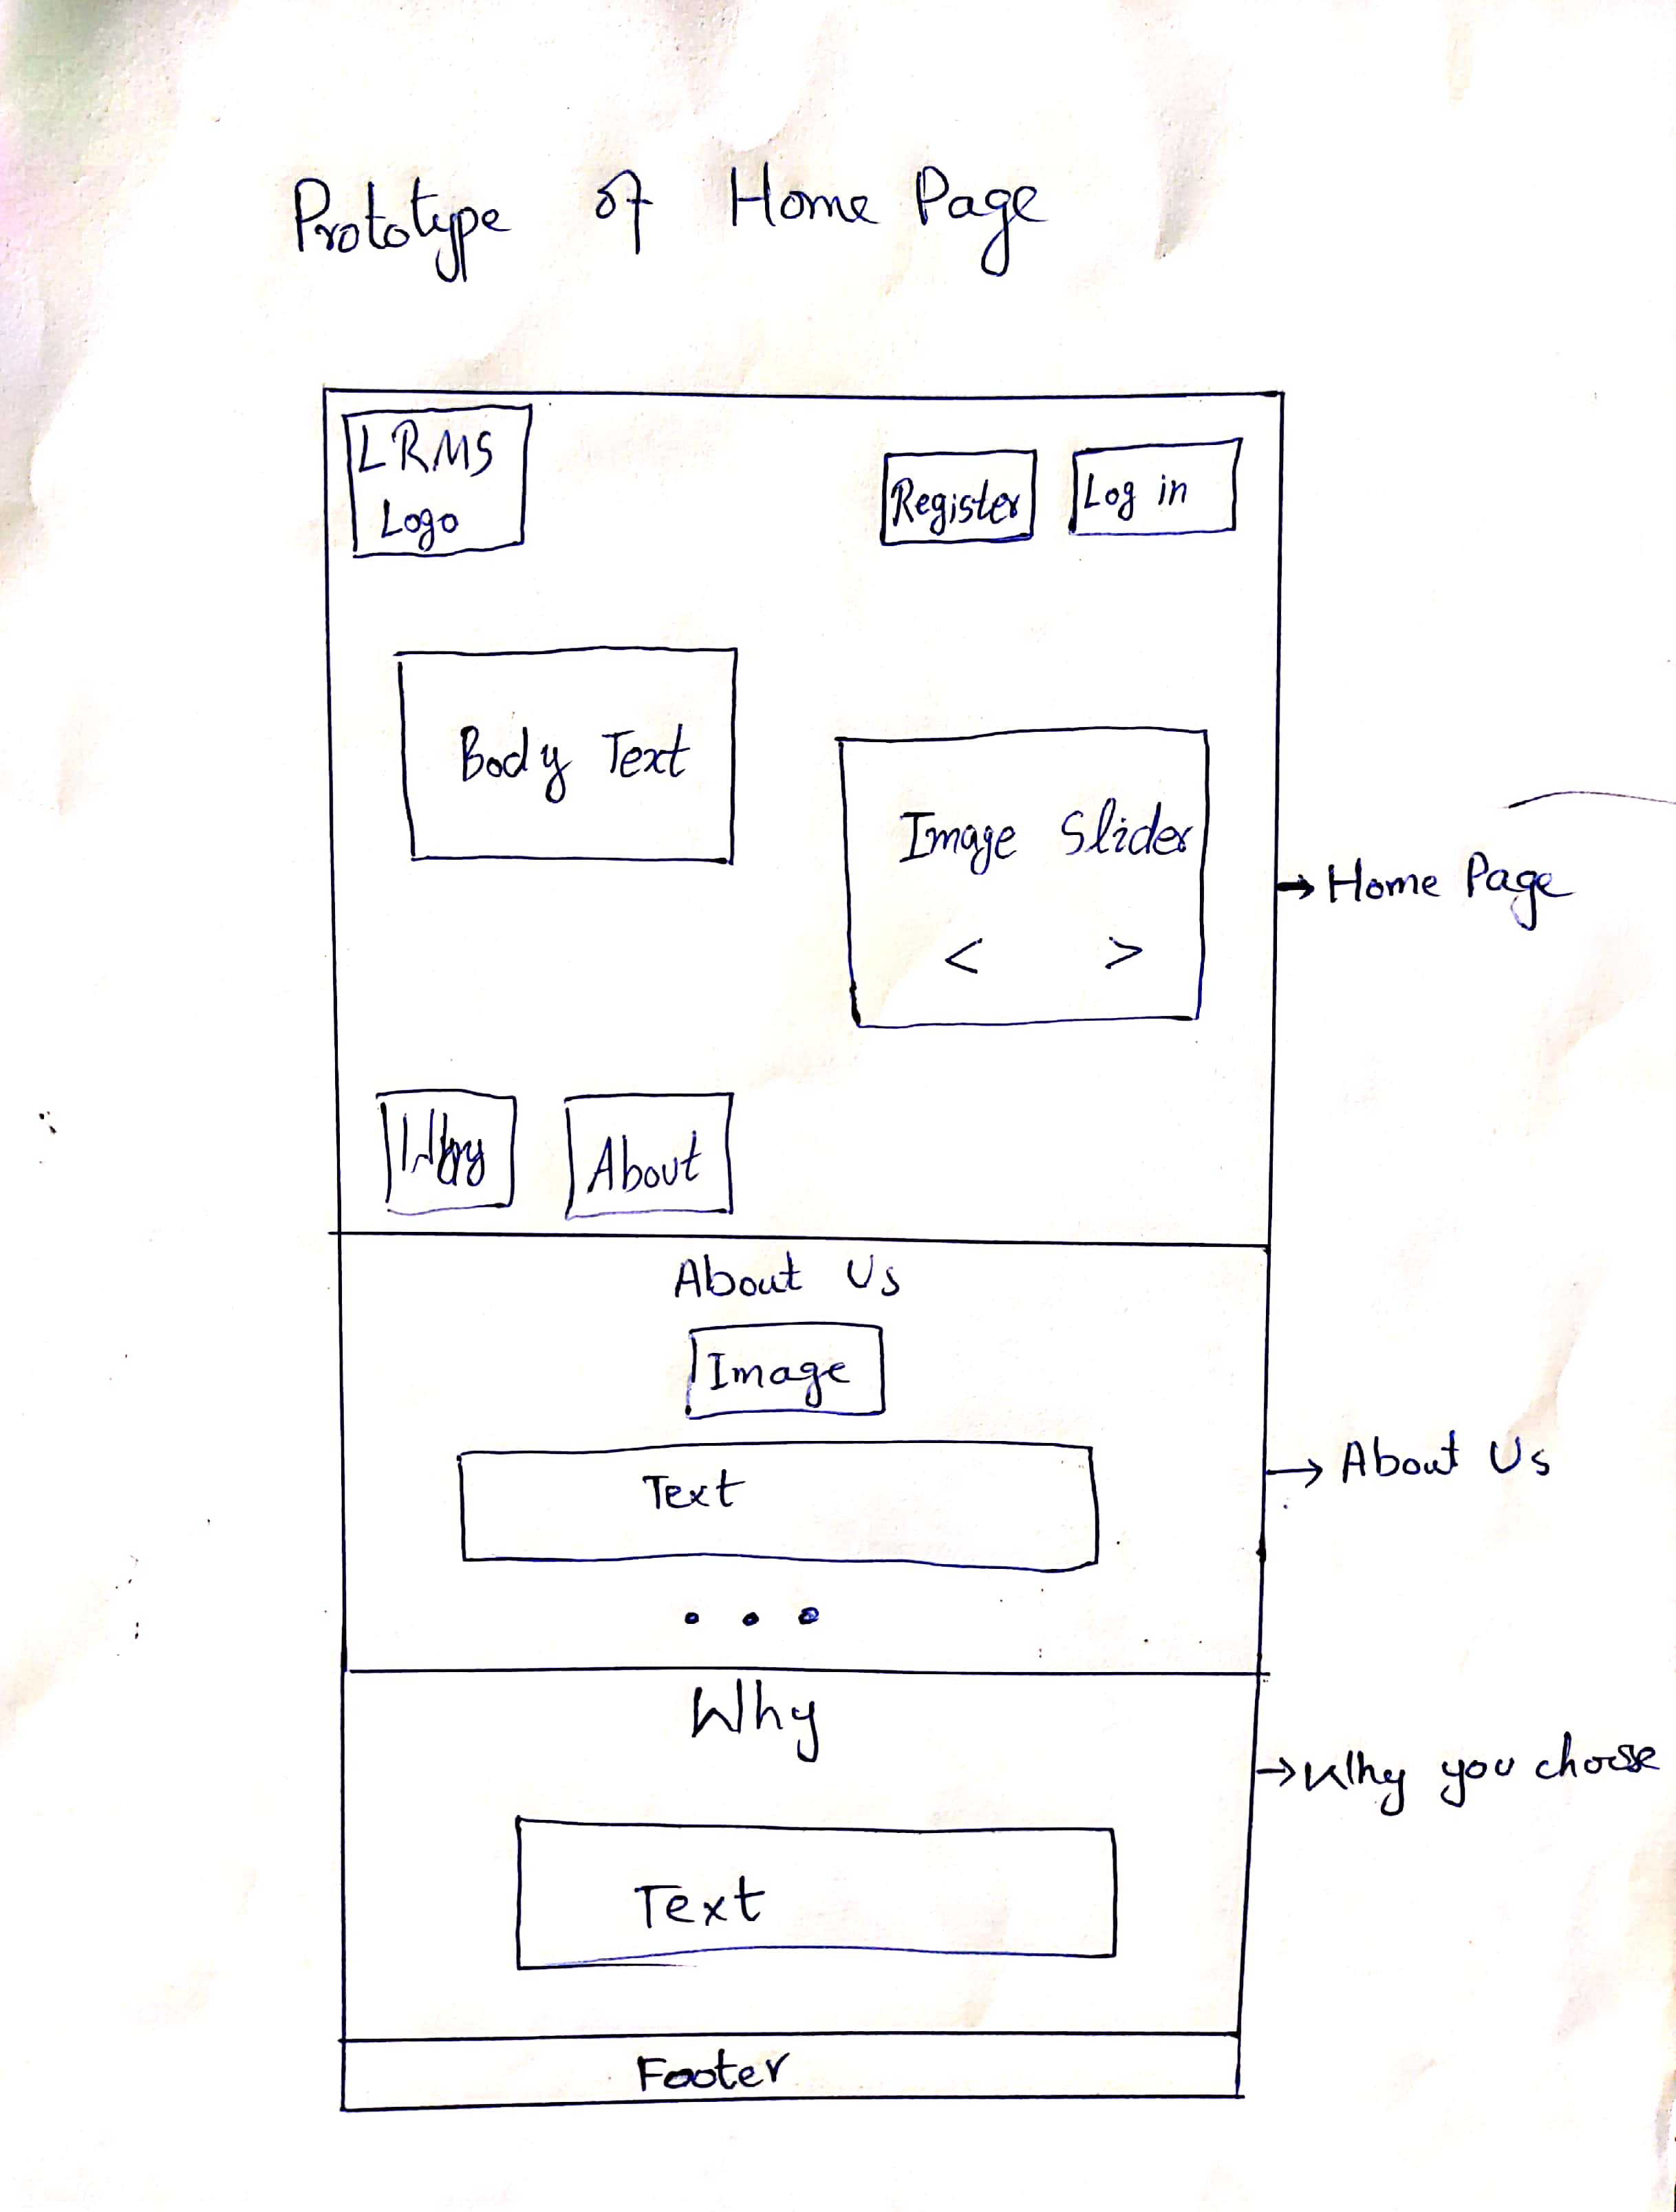 Prototype of Home Page
LRMS
Logo
Register
Log in
Body Text
Image Slider
< >
→ Home Page
Why
About
About Us
Image
Text
→ About Us
• • •
Why
→ Why you choose
Text
Footer